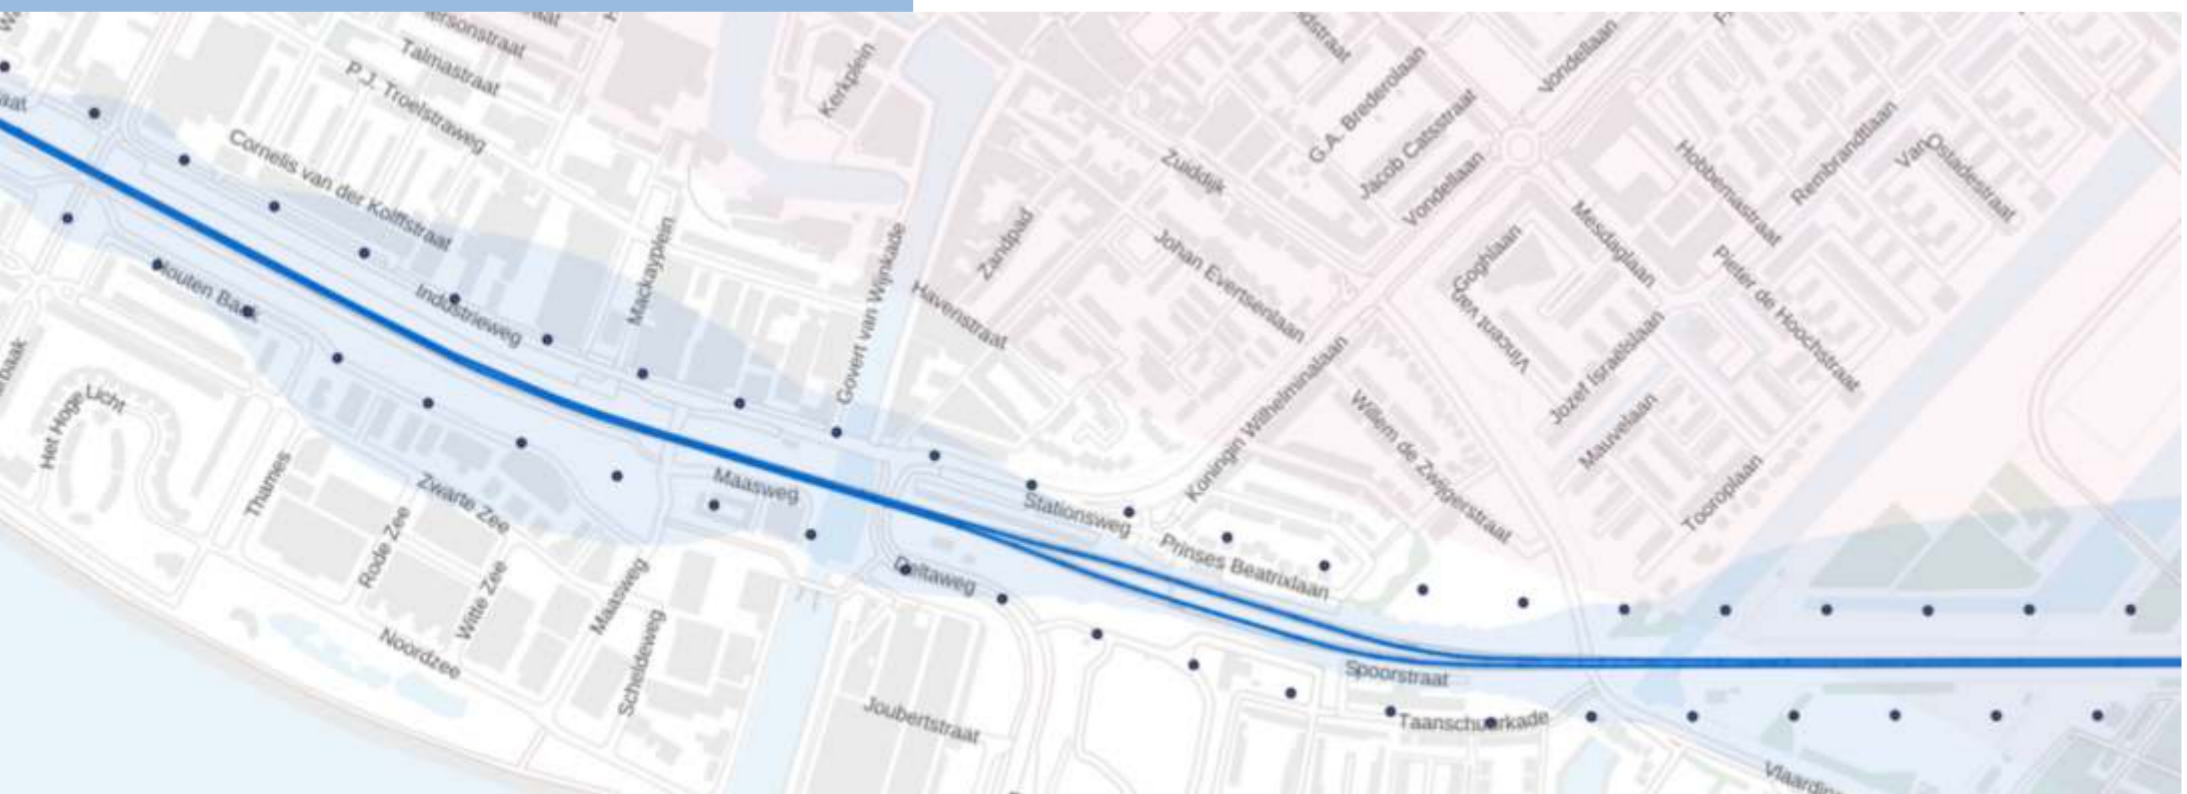 Talmastraat
P.J. Troelstraweg
Kerkplein
Cornelis van der Kolffstraat
Industrieweg
Mackayplein
Govert van Wijnkade
Havenstraat
Zandpad
Zuiddijk
Johan Evertsenlaan
G.A. Brederolaan
Jacob Catsstraat
Vondellaan
Vondellaan
Hobbemastraat
Rembrandtlaan
Van Ostadestraat
Mesdaglaan
Pieter de Hoochstraat
Vincent van Goghlaan
Jozef Israëlslaan
Mauvelaan
Tooroplaan
Koningin Wilhelminalaan
Willem de Zwijgerstraat
Het Hoge Licht
Thames
Zwarte Zee
Rode Zee
Witte Zee
Noordzee
Maasweg
Maasweg
Scheldeweg
Deltaweg
Stationsweg
Prinses Beatrixlaan
Spoorstraat
Taanschuurkade
Joubertstraat